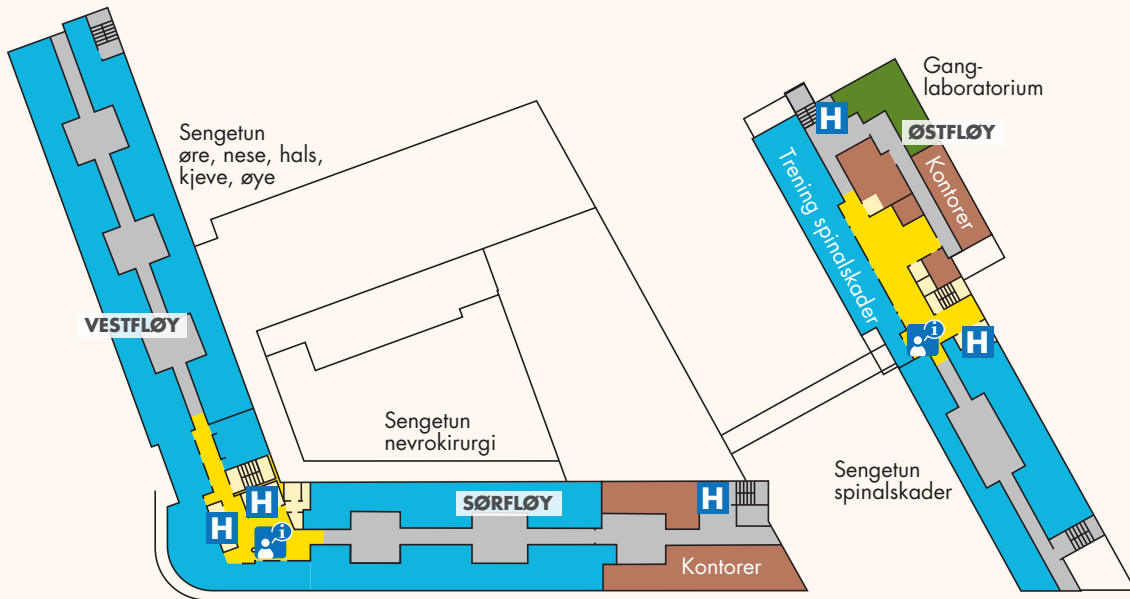 Sengetun
øre, nese, hals,
kjeve, øye
VESTFLØY
Sengetun
nevrokirurgi
SØRFLØY
Kontorer
H
H
H
i
Gang-
laboratorium
ØSTFLØY
Kontorer
Trening spinalskader
H
H
i
Sengetun
spinalskader